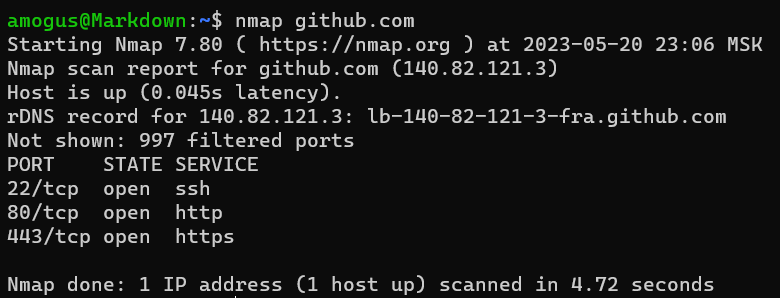 amogus@Markdown:~$ nmap github.com
Starting Nmap 7.80 ( https://nmap.org ) at 2023-05-20 23:06 MSK
Nmap scan report for github.com (140.82.121.3)
Host is up (0.045s latency).
rDNS record for 140.82.121.3: lb-140-82-121-3-fra.github.com
Not shown: 997 filtered ports
PORT    STATE SERVICE
22/tcp  open  ssh
80/tcp  open  http
443/tcp open  https

Nmap done: 1 IP address (1 host up) scanned in 4.72 seconds